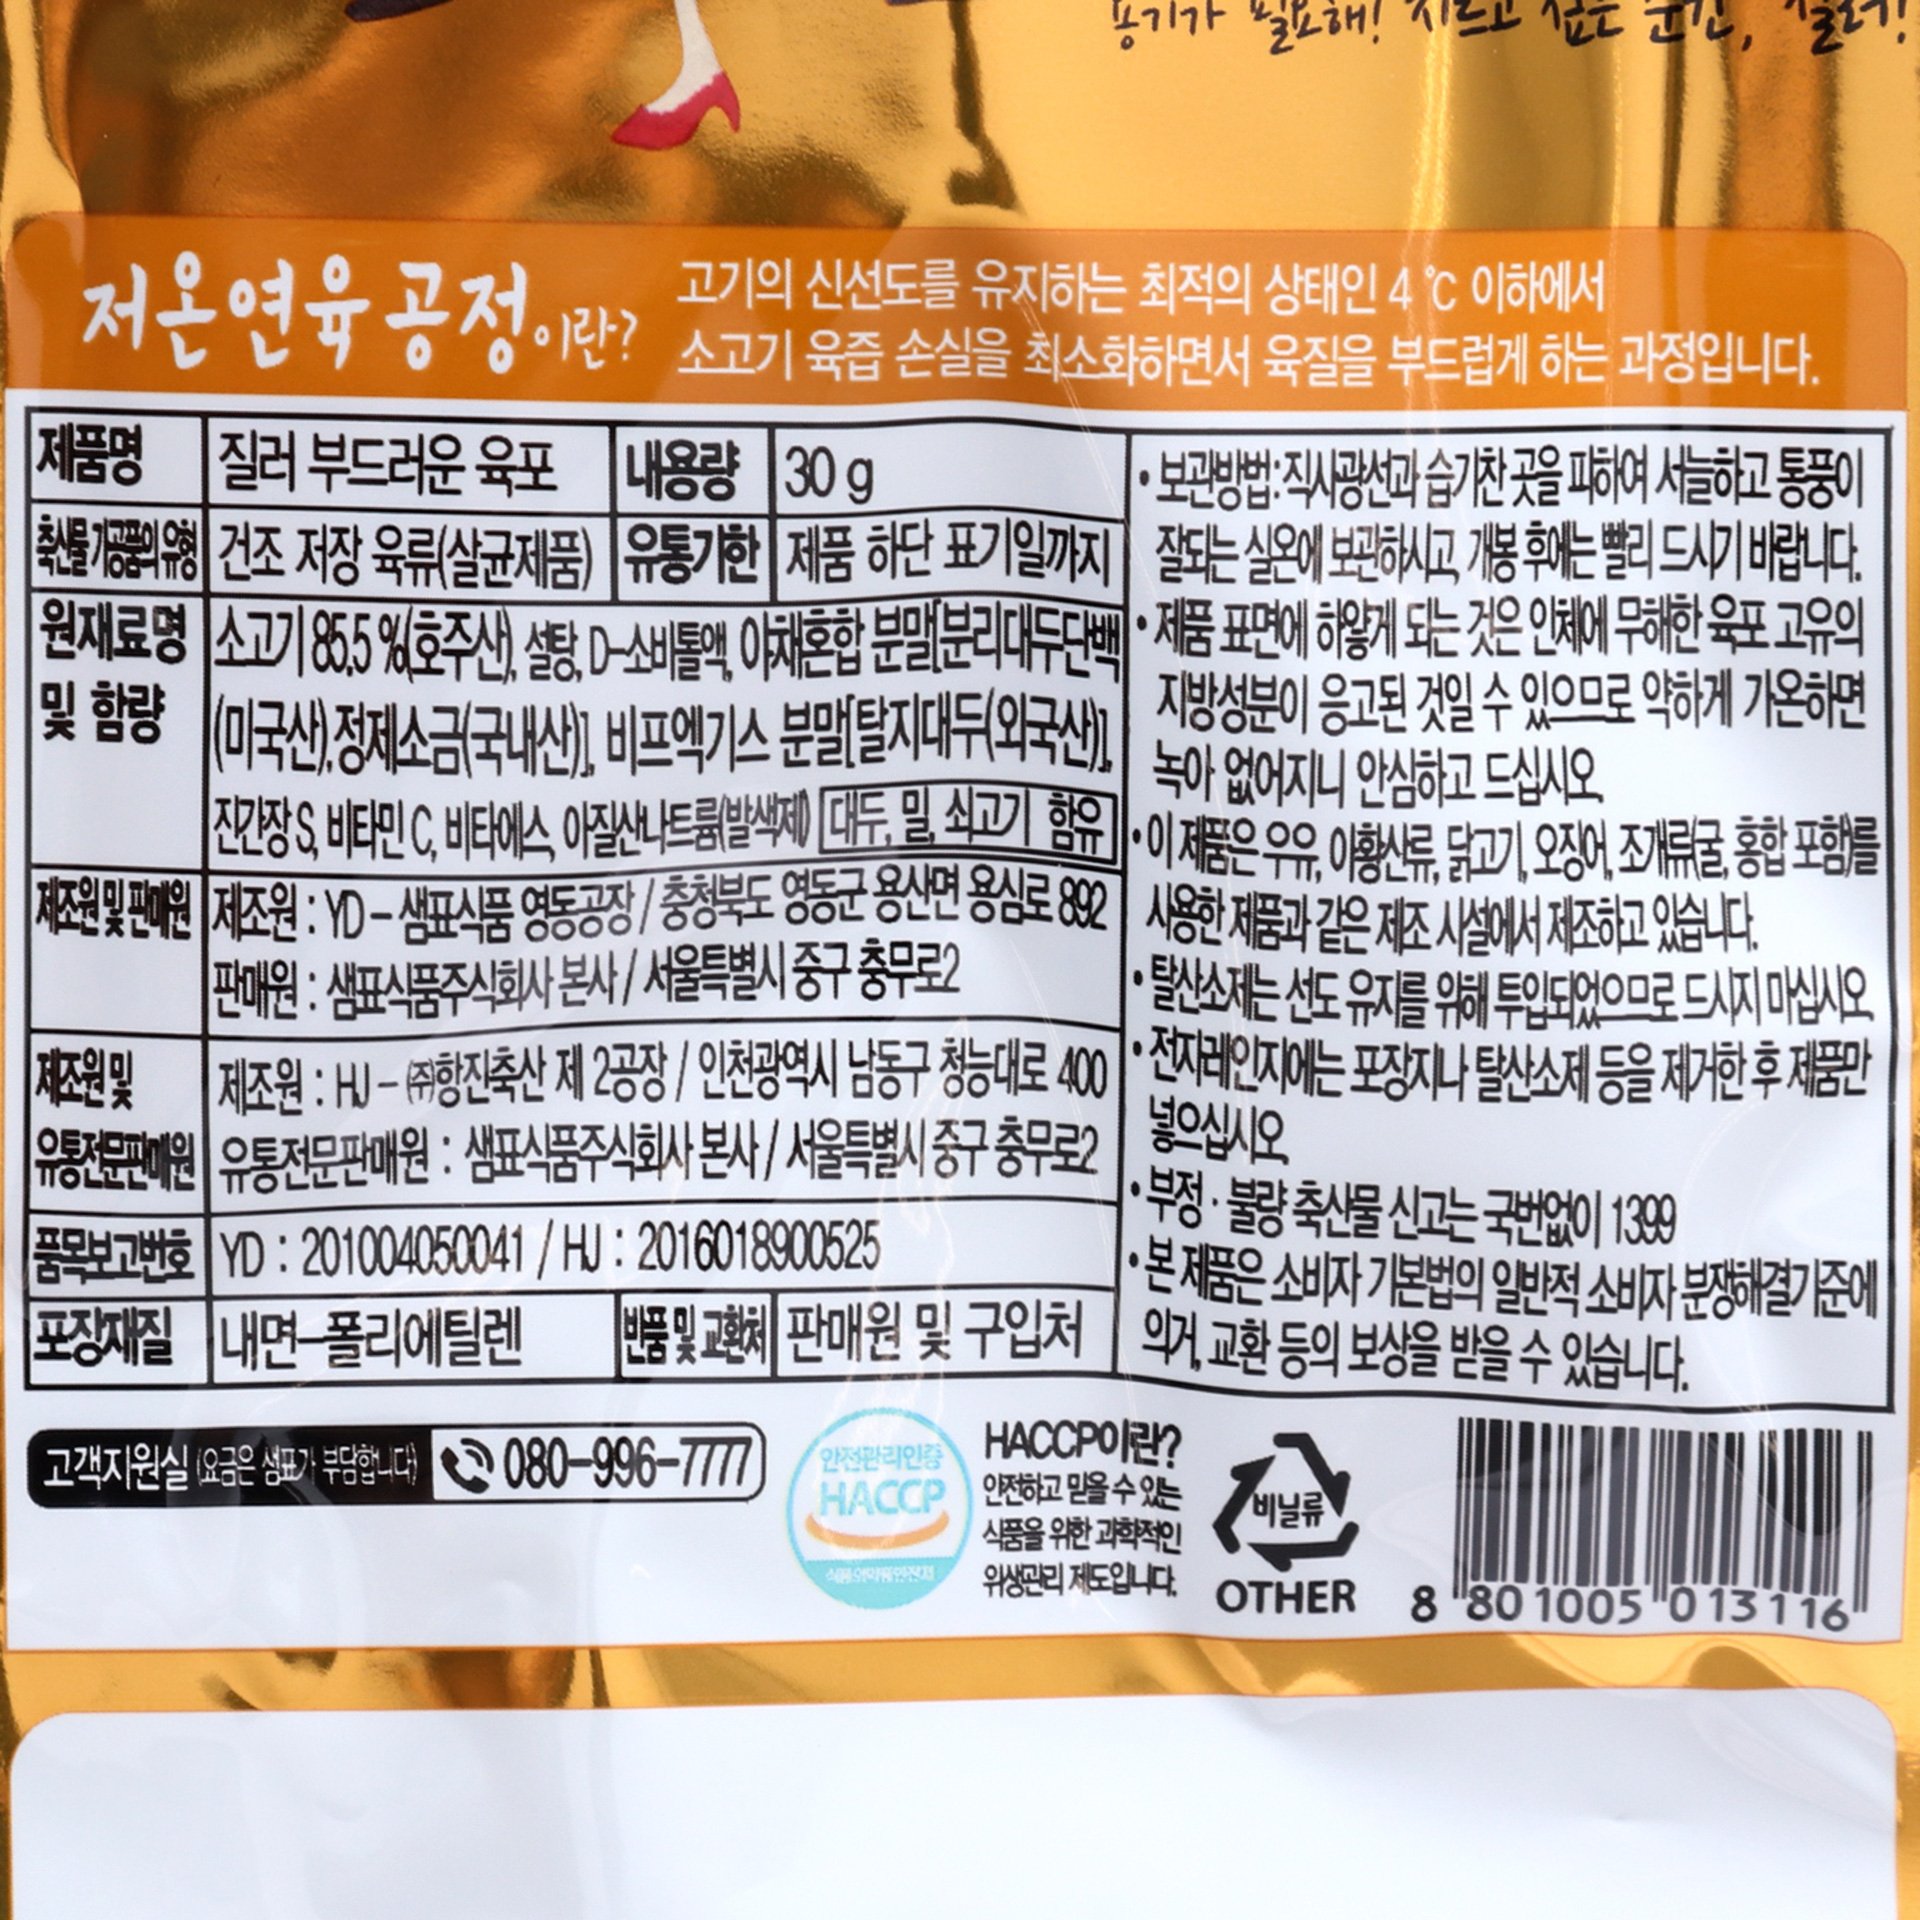 용기가 필요해! 지르고 싶은 순간, 질러!
저온연육공정이란?
고기의 신선도를 유지하는 최적의 상태인 4 ℃ 이하에서
소고기 육즙 손실을 최소화하면서 육질을 부드럽게 하는 과정입니다.
제품명 질러 부드러운 육포 내용량 30 g
축산물가공품의 유형 건조 저장 육류(살균제품) 유통기한 제품 하단 표기일까지
원재료명 및 함량
소고기 85.5 %(호주산), 설탕, D-소비톨액, 야채혼합 분말[분리대두단백
(미국산),정제소금(국내산)], 비프엑기스 분말[탈지대두(외국산)],
진간장S, 비타민C, 비타에스, 아질산나트륨(발색제) 대두, 밀, 쇠고기 함유
제조원 및 판매원 제조원 : YD - 샘표식품 영동공장 / 충청북도 영동군 용산면 용심로 892
판매원 : 샘표식품주식회사 본사 / 서울특별시 중구 충무로2
제조원 및 유통전문판매원
제조원 : HJ - ㈜항진축산 제 2공장 / 인천광역시 남동구 청능대로 400
유통전문판매원 : 샘표식품주식회사 본사 / 서울특별시 중구 충무로2
품목보고번호 YD : 201004050041 / HJ : 2016018900525
포장재질 내면-폴리에틸렌 반품 및 교환처 판매원 및 구입처
• 보관방법:직사광선과 습기찬 곳을 피하여 서늘하고 통풍이
잘되는 실온에 보관하시고, 개봉 후에는 빨리 드시기 바랍니다.
• 제품 표면에 하얗게 되는 것은 인체에 무해한 육포 고유의
지방성분이 응고된 것일 수 있으므로 약하게 가온하면
녹아 없어지니 안심하고 드십시오.
• 이 제품은 우유, 아황산류, 닭고기, 오징어, 조개류(굴, 홍합 포함)를
사용한 제품과 같은 제조 시설에서 제조하고 있습니다.
• 탈산소제는 선도 유지를 위해 투입되었으므로 드시지 마십시오.
• 전자레인지에는 포장지나 탈산소제 등을 제거한 후 제품만
넣으십시오.
• 부정 · 불량 축산물 신고는 국번없이 1399
• 본 제품은 소비자 기본법의 일반적 소비자 분쟁해결기준에
의거, 교환 등의 보상을 받을 수 있습니다.
고객지원실 (요금은 샘표가 부담합니다) 080-996-7777
안전관리인증
HACCP
식품의약품안전처
HACCP이란?
안전하고 믿을 수 있는
식품을 위한 과학적인
위생관리 제도입니다.
비닐류
OTHER
8 801005 013116